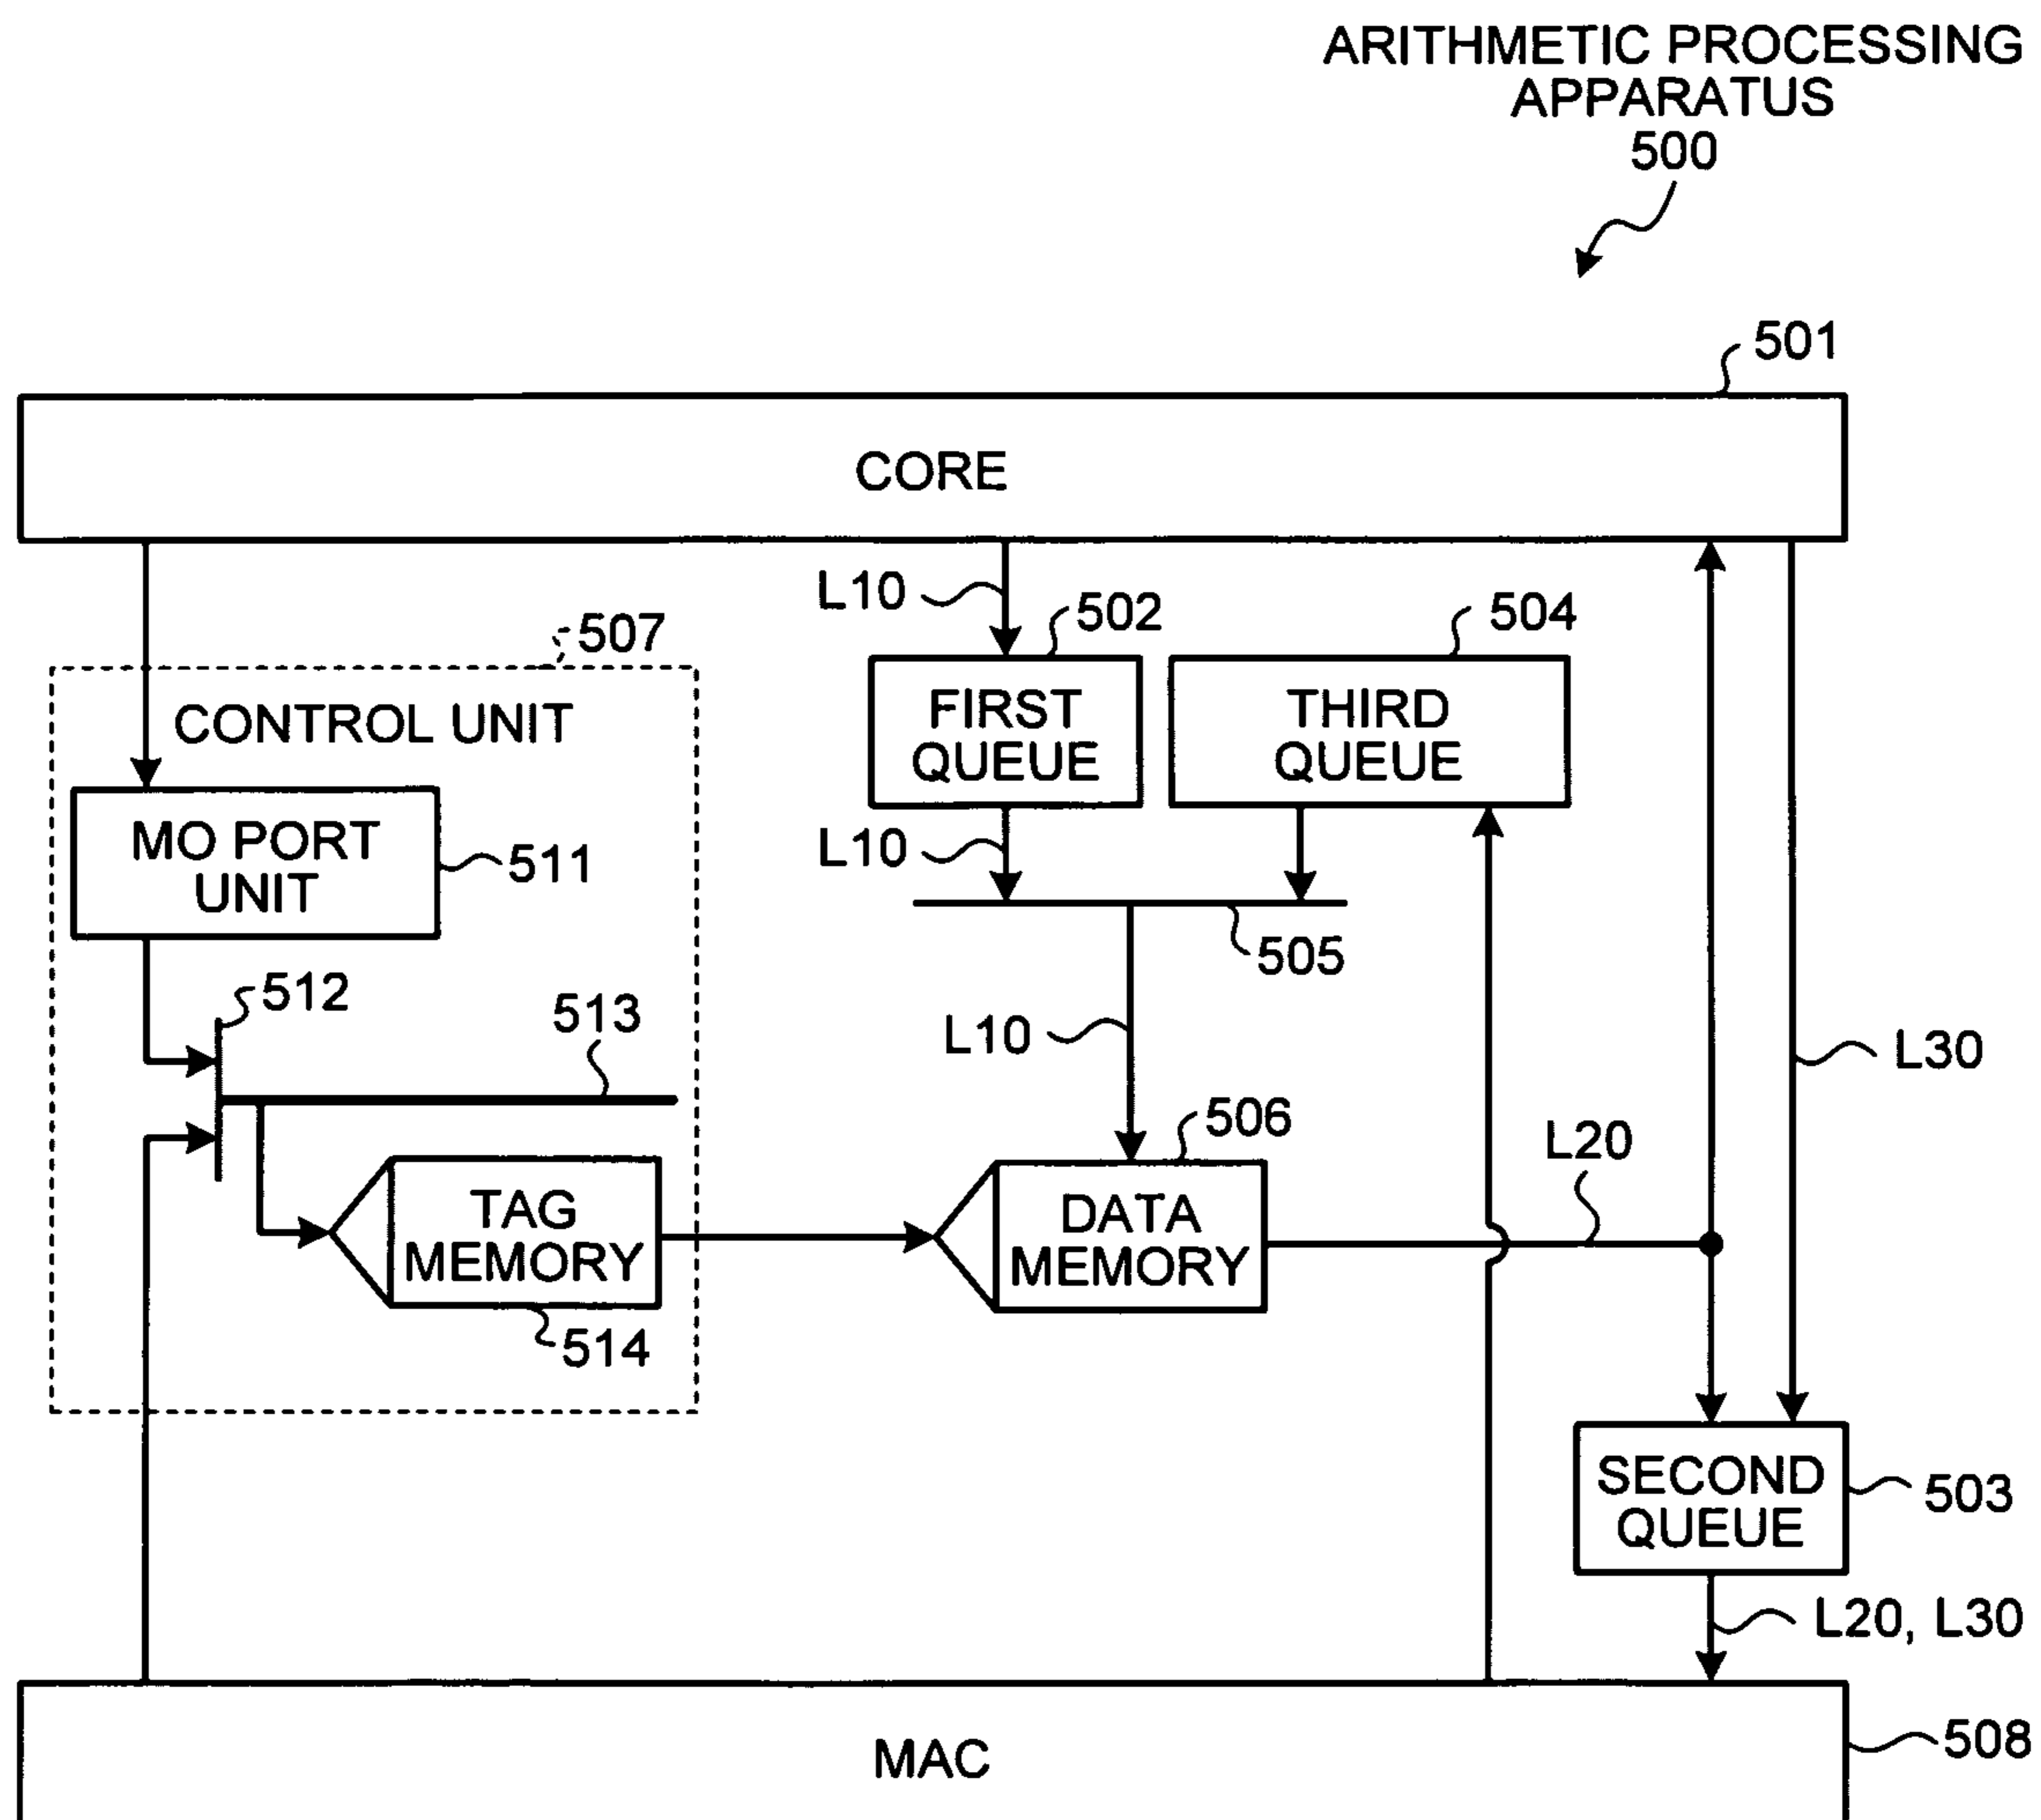 ARITHMETIC PROCESSING
APPARATUS
500
501
CORE
L10
502
504
507
CONTROL UNIT
FIRST
QUEUE
THIRD
QUEUE
MO PORT
UNIT
511
L10
505
512
513
L10
L30
506
L20
TAG
MEMORY
DATA
MEMORY
514
SECOND
QUEUE
503
L20, L30
MAC
508